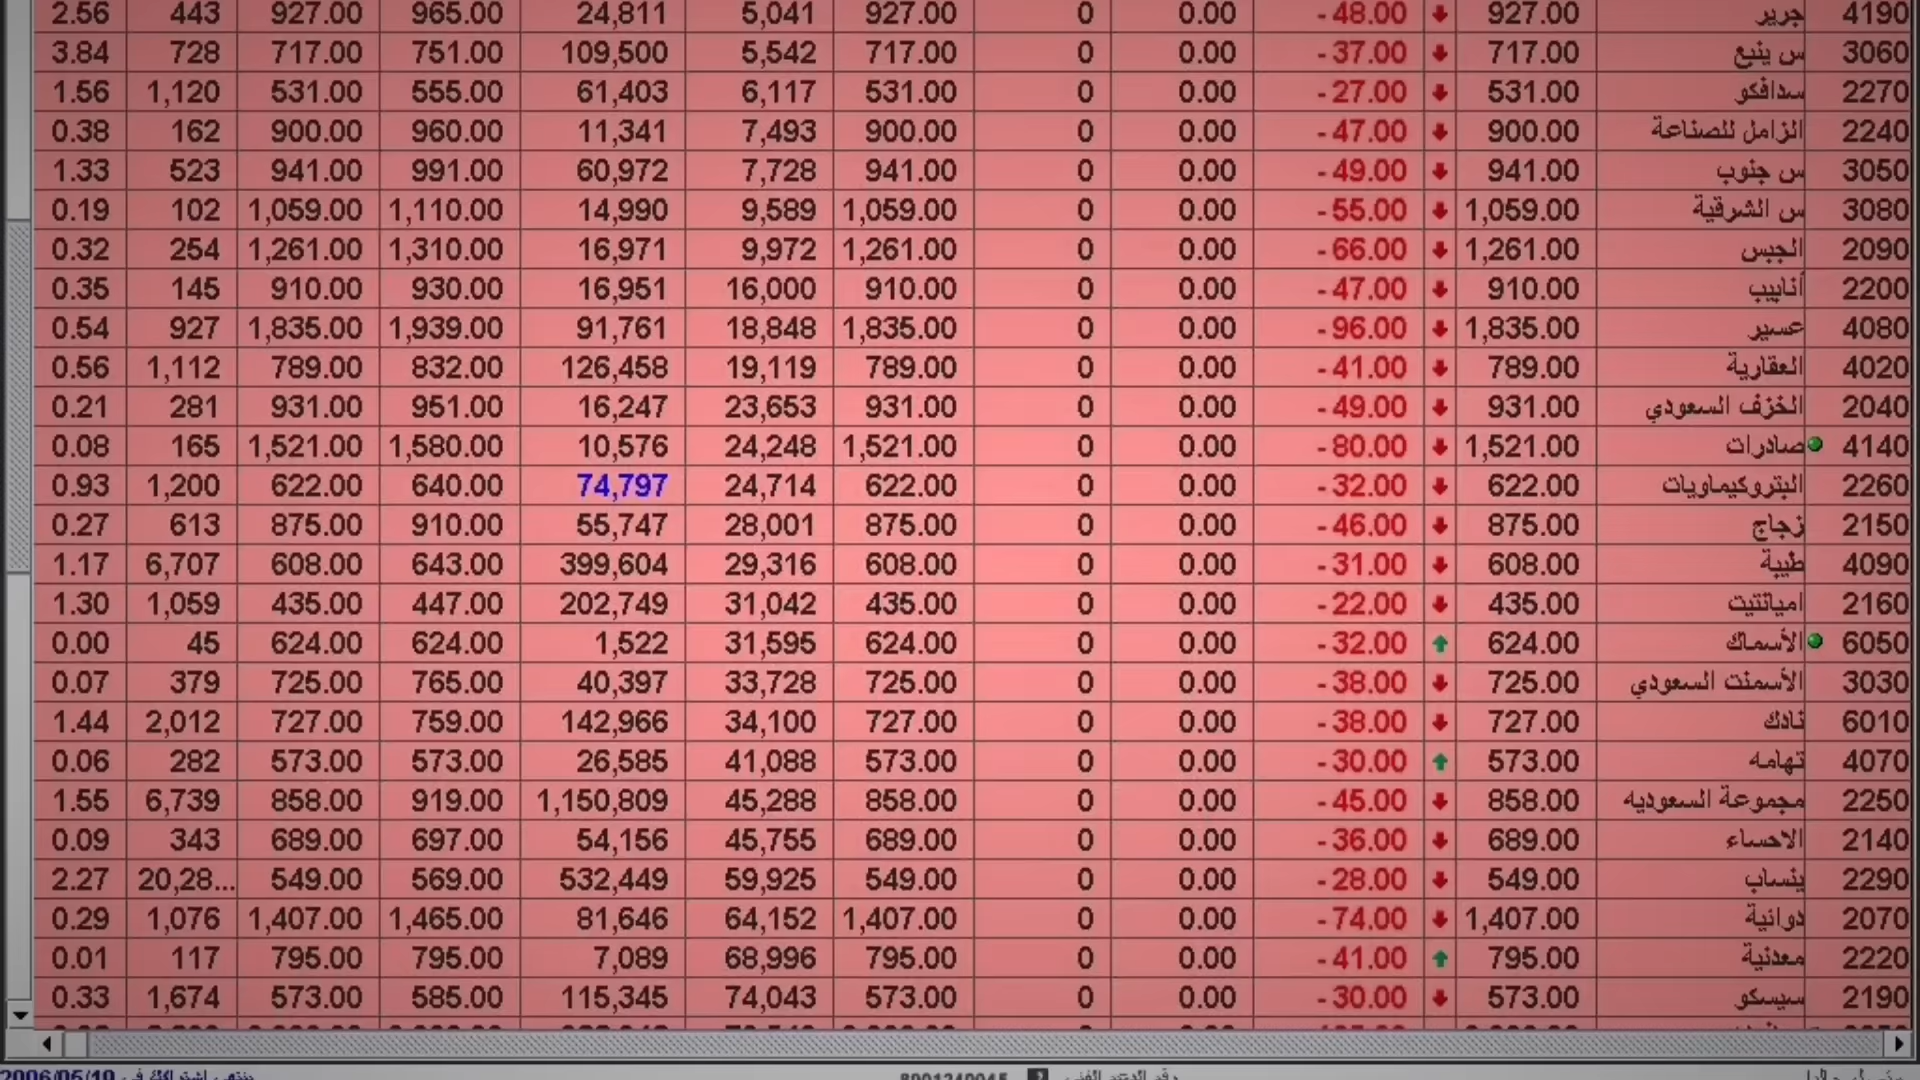 4190 جرير 927.00 -48.00 0.00 0 927.00 5,041 24,811 965.00 927.00 443 2.56
3060 س ينبع 717.00 -37.00 0.00 0 717.00 5,542 109,500 751.00 717.00 728 3.84
2270 سدافكو 531.00 -27.00 0.00 0 531.00 6,117 61,403 555.00 531.00 1,120 1.56
2240 الزامل للصناعة 900.00 -47.00 0.00 0 900.00 7,493 11,341 960.00 900.00 162 0.38
3050 س جنوب 941.00 -49.00 0.00 0 941.00 7,728 60,972 991.00 941.00 523 1.33
3080 س الشرقية 1,059.00 -55.00 0.00 0 1,059.00 9,589 14,990 1,110.00 1,059.00 102 0.19
2090 الجبس 1,261.00 -66.00 0.00 0 1,261.00 9,972 16,971 1,310.00 1,261.00 254 0.32
2200 أنابيب 910.00 -47.00 0.00 0 910.00 16,000 16,951 930.00 910.00 145 0.35
4080 عسير 1,835.00 -96.00 0.00 0 1,835.00 18,848 91,761 1,939.00 1,835.00 927 0.54
4020 العقارية 789.00 -41.00 0.00 0 789.00 19,119 126,458 832.00 789.00 1,112 0.56
2040 الخزف السعودي 931.00 -49.00 0.00 0 931.00 23,653 16,247 951.00 931.00 281 0.21
4140 صادرات 1,521.00 -80.00 0.00 0 1,521.00 24,248 10,576 1,580.00 1,521.00 165 0.08
2260 البتروكيماويات 622.00 -32.00 0.00 0 622.00 24,714 74,797 640.00 622.00 1,200 0.93
2150 زجاج 875.00 -46.00 0.00 0 875.00 28,001 55,747 910.00 875.00 613 0.27
4090 طيبة 608.00 -31.00 0.00 0 608.00 29,316 399,604 643.00 608.00 6,707 1.17
2160 اميانتيت 435.00 -22.00 0.00 0 435.00 31,042 202,749 447.00 435.00 1,059 1.30
6050 الأسماك 624.00 -32.00 0.00 0 624.00 31,595 1,522 624.00 624.00 45 0.00
3030 الأسمنت السعودي 725.00 -38.00 0.00 0 725.00 33,728 40,397 765.00 725.00 379 0.07
6010 نادك 727.00 -38.00 0.00 0 727.00 34,100 142,966 759.00 727.00 2,012 1.44
4070 تهامه 573.00 -30.00 0.00 0 573.00 41,088 26,585 573.00 573.00 282 0.06
2250 مجموعة السعوديه 858.00 -45.00 0.00 0 858.00 45,288 1,150,809 919.00 858.00 6,739 1.55
2140 الاحساء 689.00 -36.00 0.00 0 689.00 45,755 54,156 697.00 689.00 343 0.09
2290 ينساب 549.00 -28.00 0.00 0 549.00 59,925 532,449 569.00 549.00 20,28... 2.27
2070 دوائية 1,407.00 -74.00 0.00 0 1,407.00 64,152 81,646 1,465.00 1,407.00 1,076 0.29
2220 معدنية 795.00 -41.00 0.00 0 795.00 68,996 7,089 795.00 795.00 117 0.01
2190 سيسكو 573.00 -30.00 0.00 0 573.00 74,043 115,345 585.00 573.00 1,674 0.33